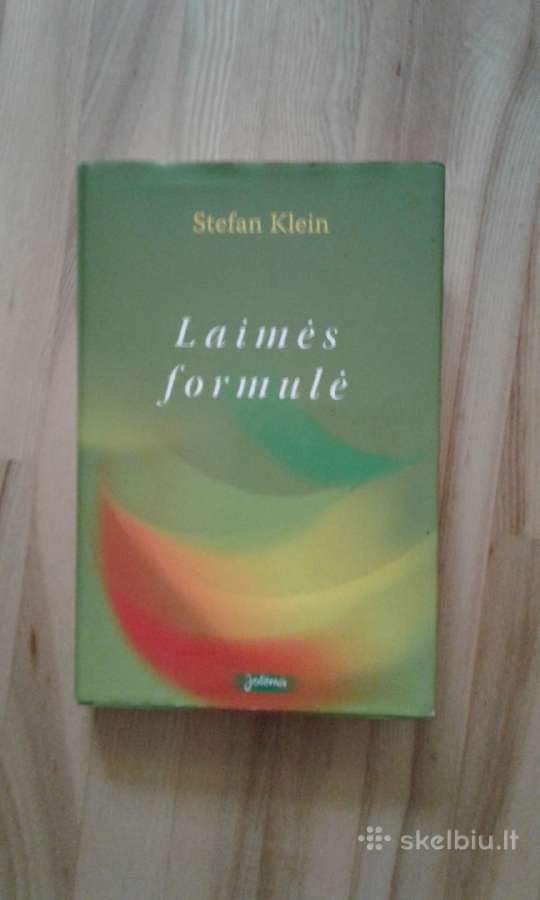 Stefan Klein
Laimės
formulė
Jotema
skelbiu.lt